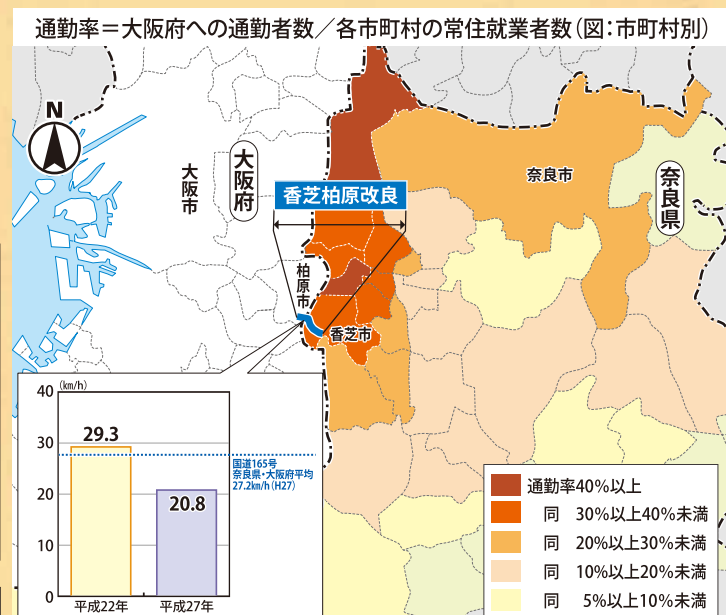 通勤率＝大阪府への通勤者数／各市町村の常住就業者数（図：市町村別）
N
大阪市
大阪府
奈良市
奈良県
香芝柏原改良
柏原市
香芝市
(km/h)
40
30
20
10
0
29.3
20.8
国道165号
奈良県・大阪府平均
27.2km/h（H27）
平成22年
平成27年
通勤率40％以上
同 30％以上40％未満
同 20％以上30％未満
同 10％以上20％未満
同 5％以上10％未満